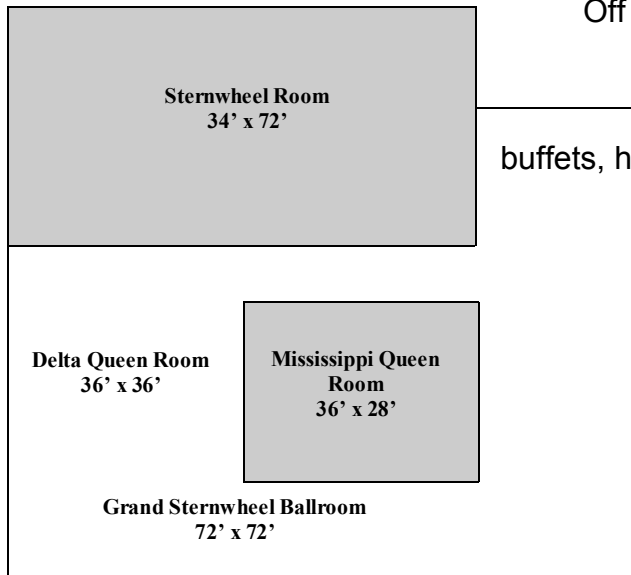 Off
Sternwheel Room
34’ x 72’
buffets, h
Delta Queen Room
36’ x 36’
Mississippi Queen
Room
36’ x 28’
Grand Sternwheel Ballroom
72’ x 72’